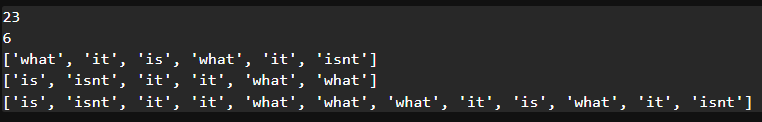 23
6
['what', 'it', 'is', 'what', 'it', 'isnt']
['is', 'isnt', 'it', 'it', 'what', 'what']
['is', 'isnt', 'it', 'it', 'what', 'what', 'what', 'it', 'is', 'what', 'it', 'isnt']